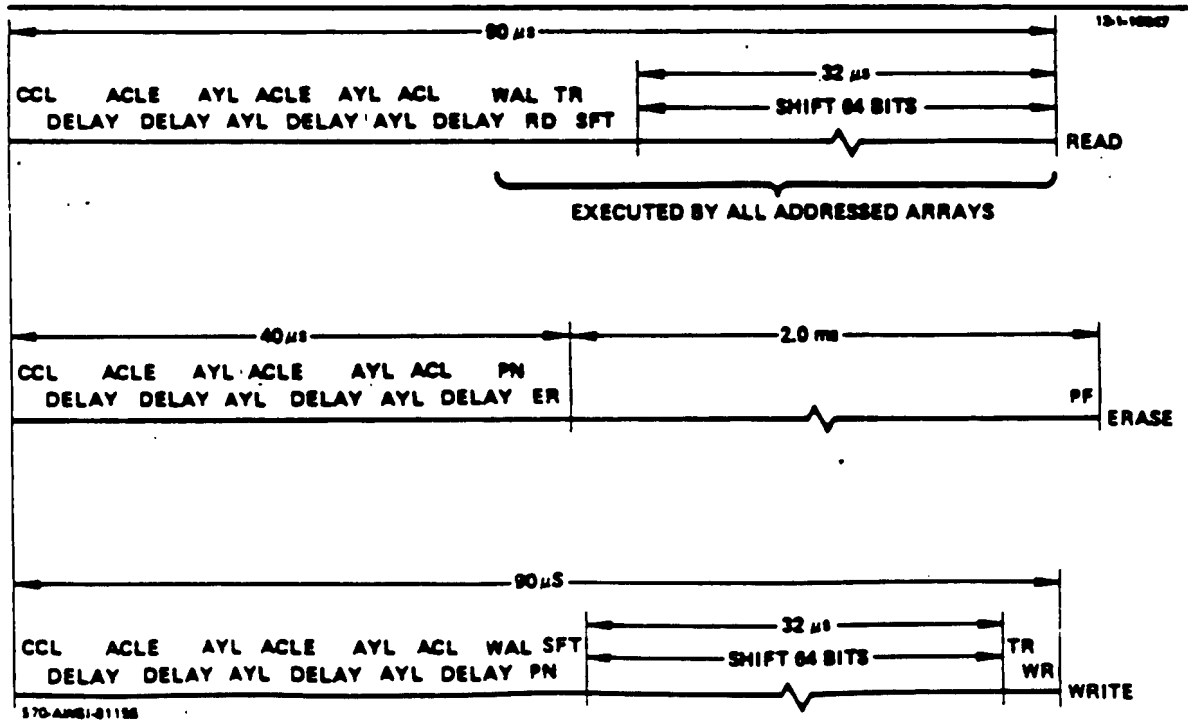 90 μs
32 μs
CCL ACLE AYL ACLE AYL ACL WAL TR
SHIFT 64 BITS
DELAY DELAY AYL DELAY AYL DELAY RD SFT
READ
EXECUTED BY ALL ADDRESSED ARRAYS
40 μs 2.0 ms
CCL ACLE AYL ACLE AYL ACL PN
DELAY DELAY AYL DELAY AYL DELAY ER PF
ERASE
90 μS
32 μs
CCL ACLE AYL ACLE AYL ACL WAL SFT TR
SHIFT 64 BITS
DELAY DELAY AYL DELAY AYL DELAY PN WR
WRITE